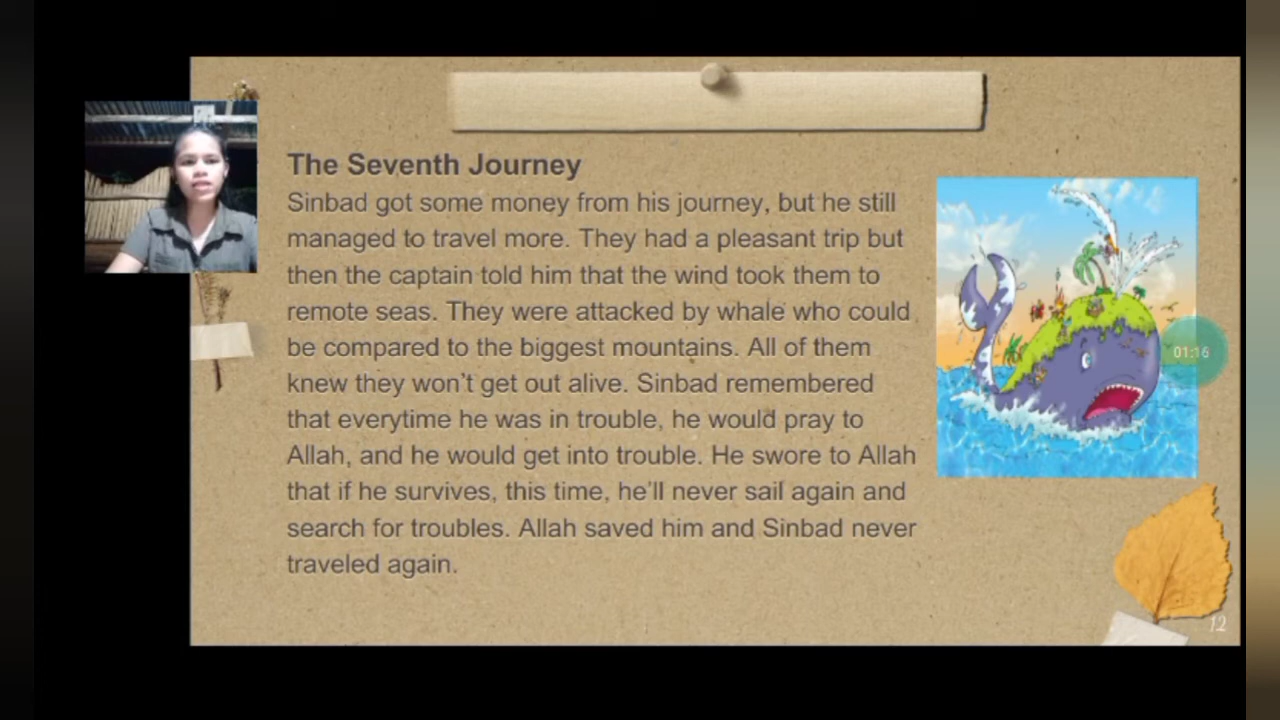 The Seventh Journey
Sinbad got some money from his journey, but he still
managed to travel more. They had a pleasant trip but
then the captain told him that the wind took them to
remote seas. They were attacked by whale who could
be compared to the biggest mountains. All of them
knew they won't get out alive. Sinbad remembered
that everytime he was in trouble, he would pray to
Allah, and he would get into trouble. He swore to Allah
that if he survives, this time, he'll never sail again and
search for troubles. Allah saved him and Sinbad never
traveled again.
01:16
12